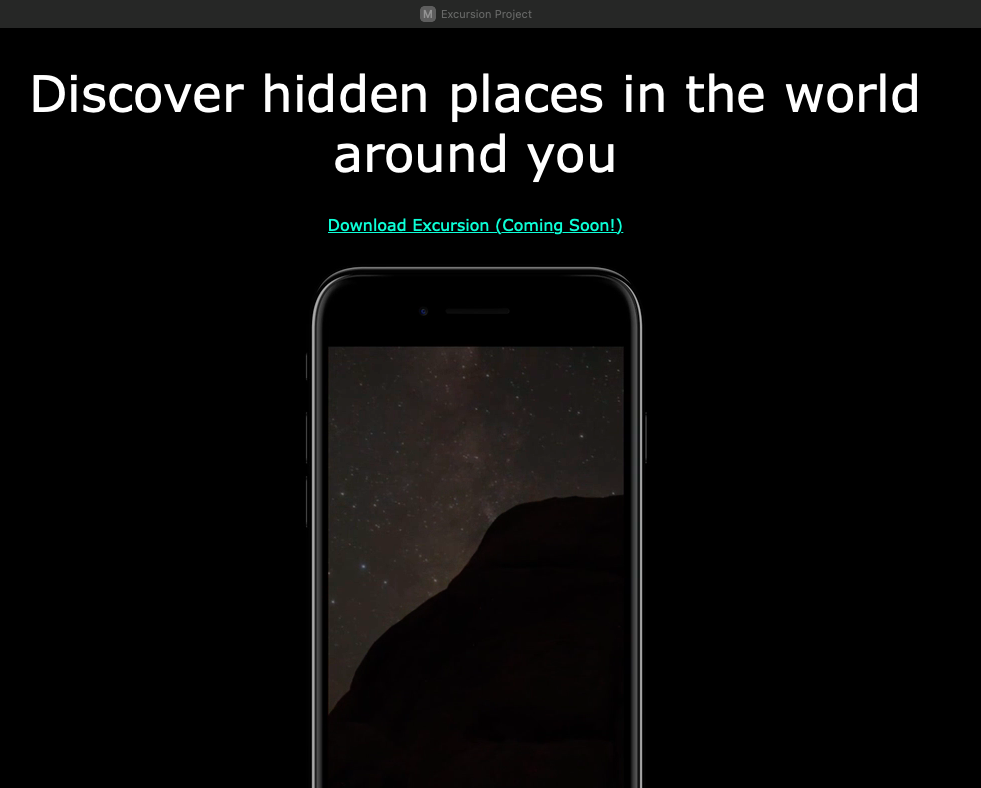 M Excursion Project
Discover hidden places in the world
around you
Download Excursion (Coming Soon!)